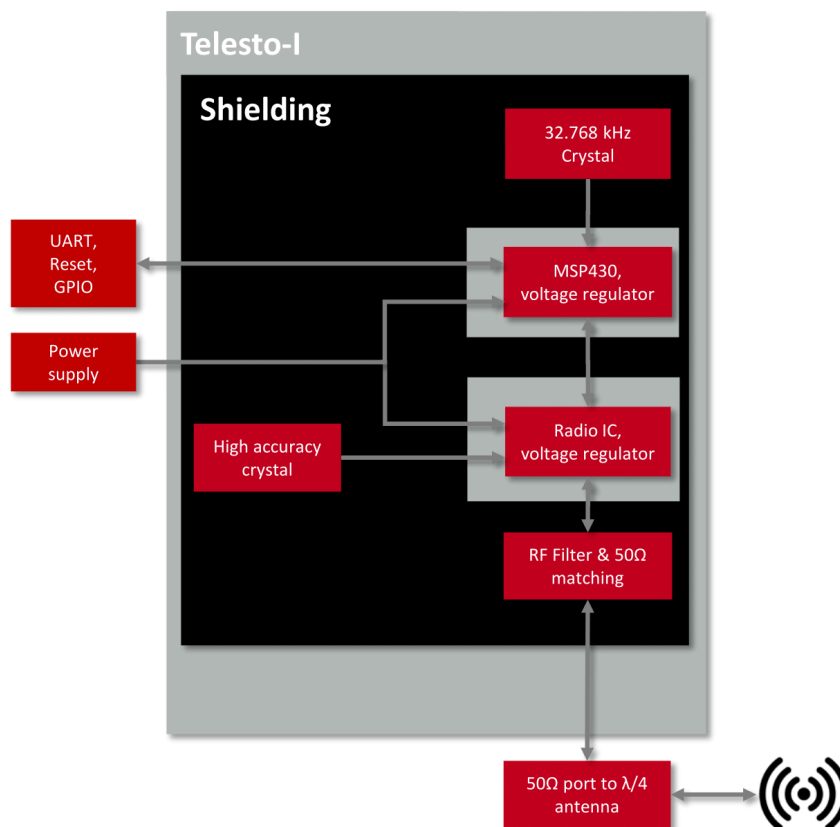 Telesto-I
Shielding
32.768 kHz
Crystal
UART,
Reset,
GPIO
MSP430,
voltage regulator
Power
supply
High accuracy
crystal
Radio IC,
voltage regulator
RF Filter & 50Ω
matching
50Ω port to λ/4
antenna